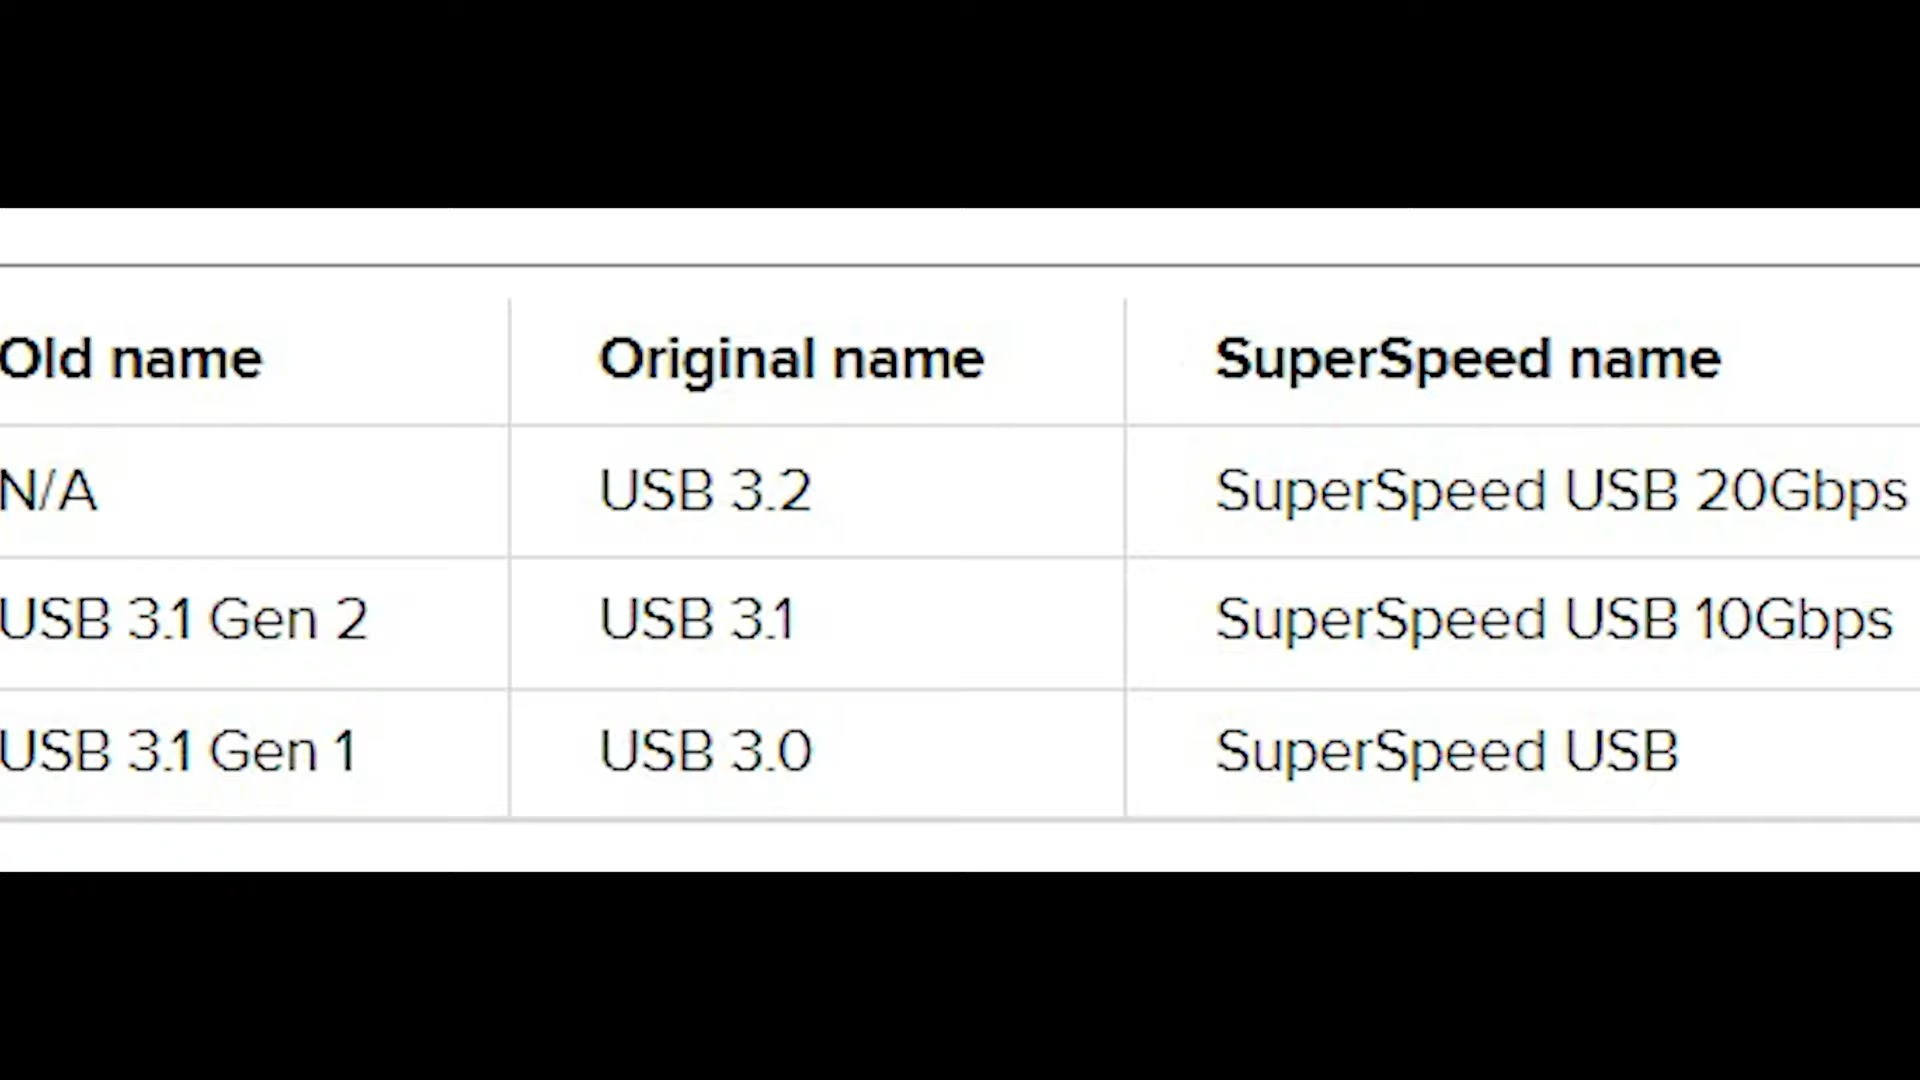 Old name Original name SuperSpeed name
N/A USB 3.2 SuperSpeed USB 20Gbps
USB 3.1 Gen 2 USB 3.1 SuperSpeed USB 10Gbps
USB 3.1 Gen 1 USB 3.0 SuperSpeed USB